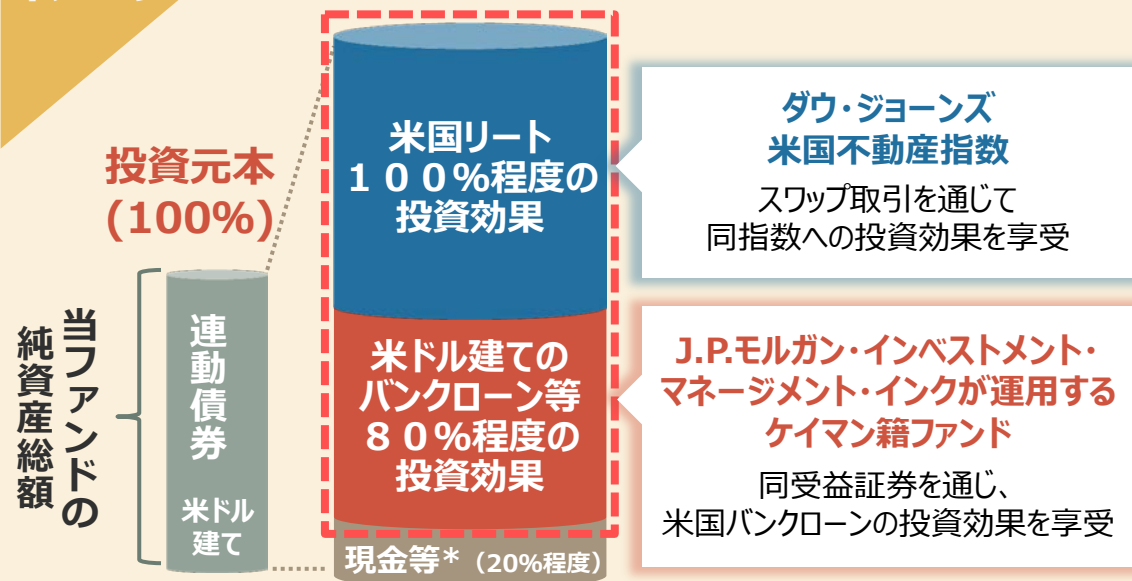 投資元本
(100%)
当ファンドの
純資産総額
連動債券
米ドル
建て
米国リート
１００％程度の
投資効果
米ドル建ての
バンクローン等
８０％程度の
投資効果
現金等*（20%程度）
ダウ・ジョーンズ
米国不動産指数
スワップ取引を通じて
同指数への投資効果を享受
J.P.モルガン・インベストメント・
マネージメント・インクが運用する
ケイマン籍ファンド
同受益証券を通じ、
米国バンクローンの投資効果を享受